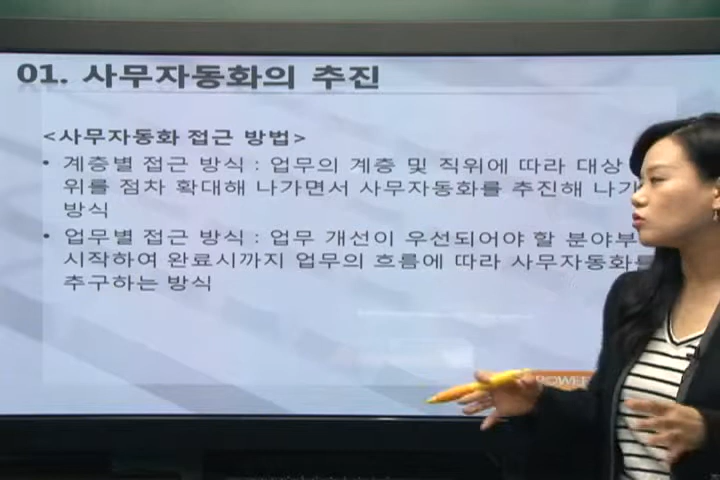 01. 사무자동화의 추진
<사무자동화 접근 방법>
• 계층별 접근 방식 : 업무의 계층 및 직위에 따라 대상
위를 점차 확대해 나가면서 사무자동화를 추진해 나가
방식
• 업무별 접근 방식 : 업무 개선이 우선되어야 할 분야부
시작하여 완료시까지 업무의 흐름에 따라 사무자동화를
추구하는 방식
POWE